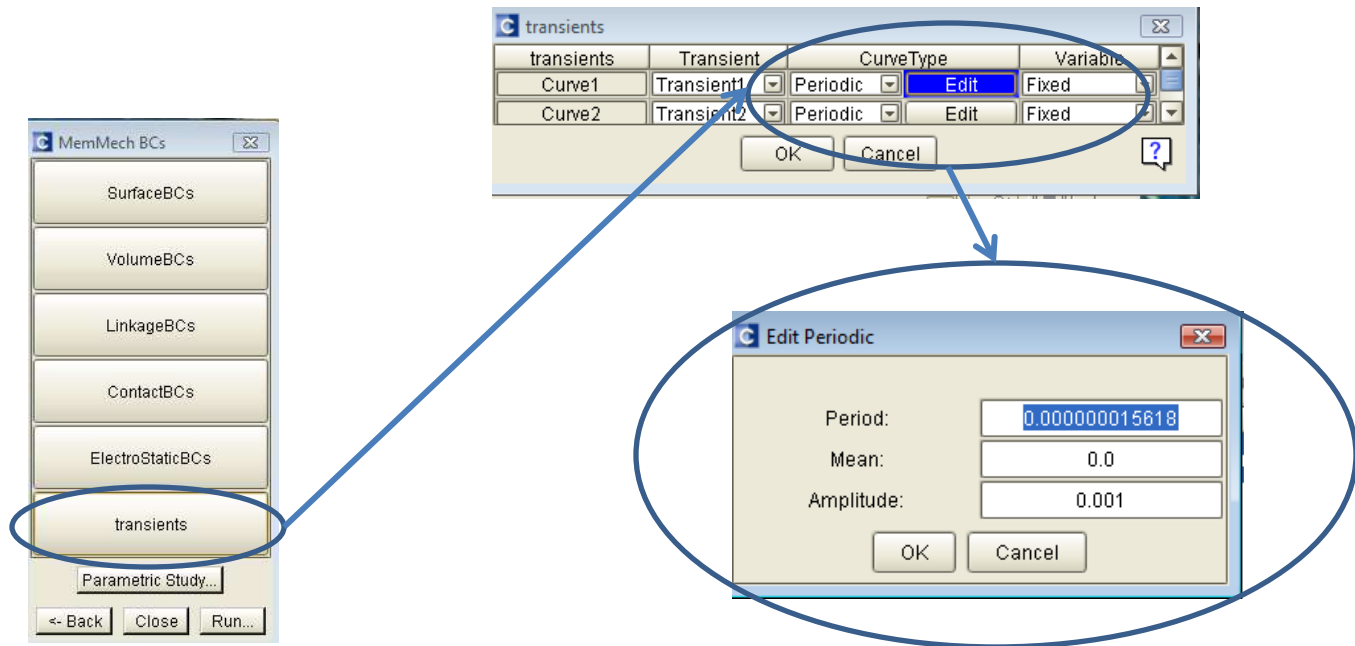 transients
transients Transient CurveType Variable
Curve1 Transient1 Periodic Edit Fixed
Curve2 Transient2 Periodic Edit Fixed
OK Cancel ?
MemMech BCs
SurfaceBCs
VolumeBCs
LinkageBCs
ContactBCs
ElectroStaticBCs
transients
Parametric Study...
<- Back Close Run...
Edit Periodic
Period: 0.000000015618
Mean: 0.0
Amplitude: 0.001
OK Cancel